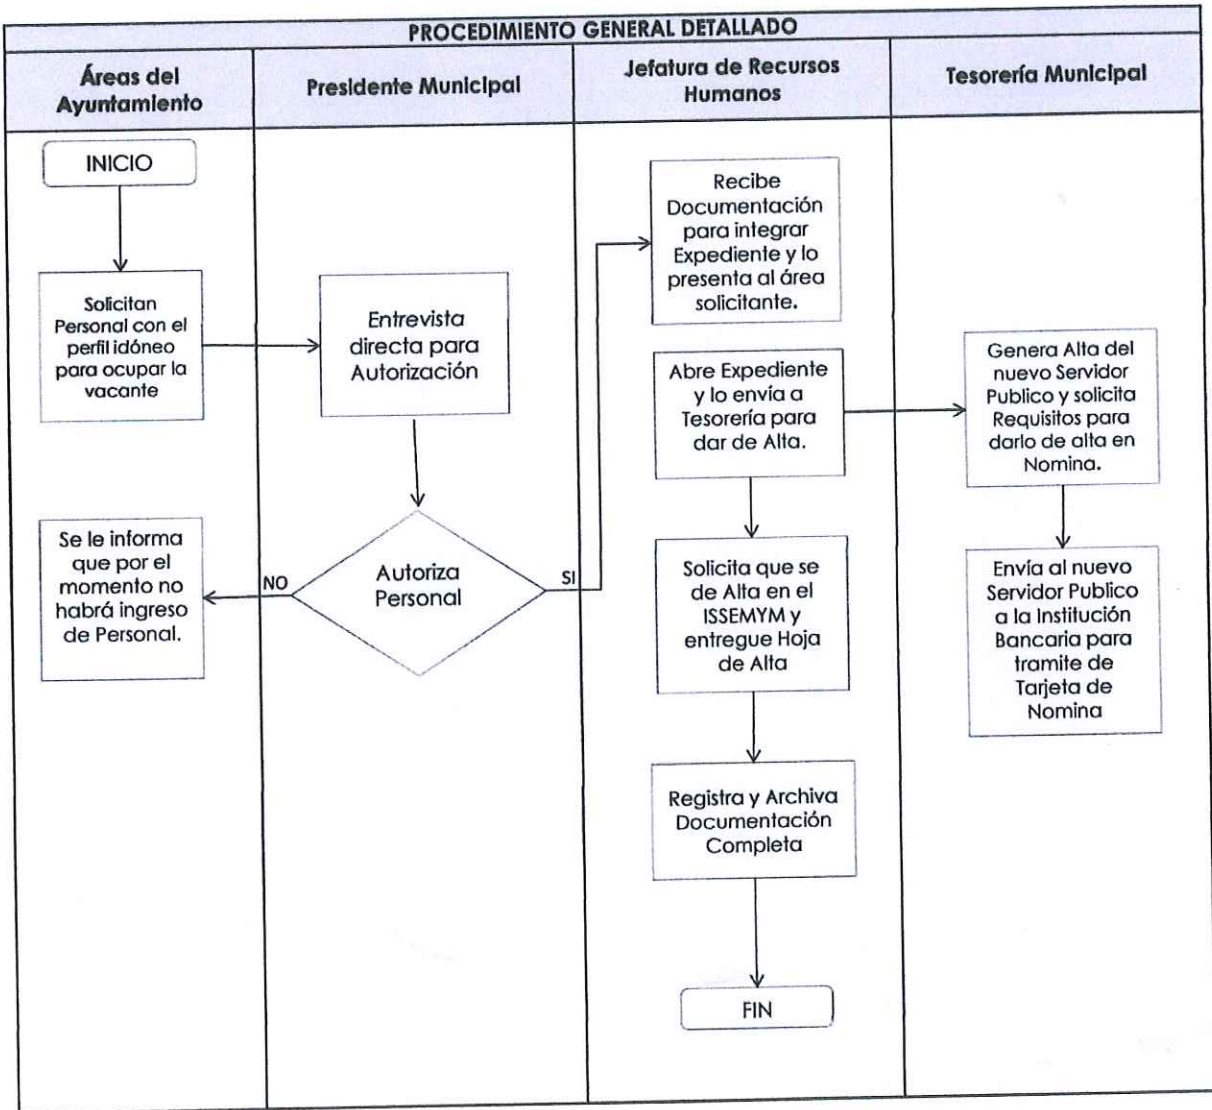 PROCEDIMIENTO GENERAL DETALLADO
Áreas del
Ayuntamiento
Presidente Municipal
Jefatura de Recursos
Humanos
Tesorería Municipal
INICIO
Solicitan
Personal con el
perfil idóneo
para ocupar la
vacante
Entrevista
directa para
Autorización
Autoriza
Personal
NO
SI
Se le informa
que por el
momento no
habrá ingreso
de Personal.
Recibe
Documentación
para integrar
Expediente y lo
presenta al área
solicitante.
Abre Expediente
y lo envía a
Tesorería para
dar de Alta.
Solicita que se
de Alta en el
ISSEMYM y
entregue Hoja
de Alta
Registra y Archiva
Documentación
Completa
FIN
Genera Alta del
nuevo Servidor
Publico y solicita
Requisitos para
darlo de alta en
Nomina.
Envía al nuevo
Servidor Publico
a la Institución
Bancaria para
tramite de
Tarjeta de
Nomina